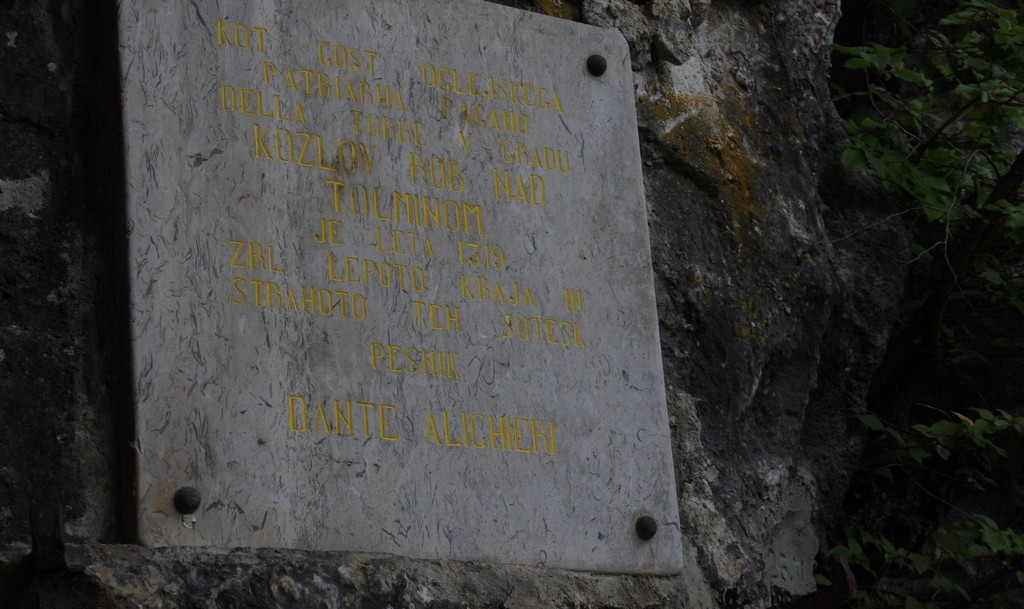 KOT GOST OGLEJSKEGA
PATRIARHA PAGANO
DELLA TORRE V GRADU
KOZLOV ROB NAD
TOLMINOM,
JE LETA 1319
ZRL LEPOTO KRAJA IN
STRAHOTO TEH SOTESK
PESNIK
DANTE ALIGHIERI